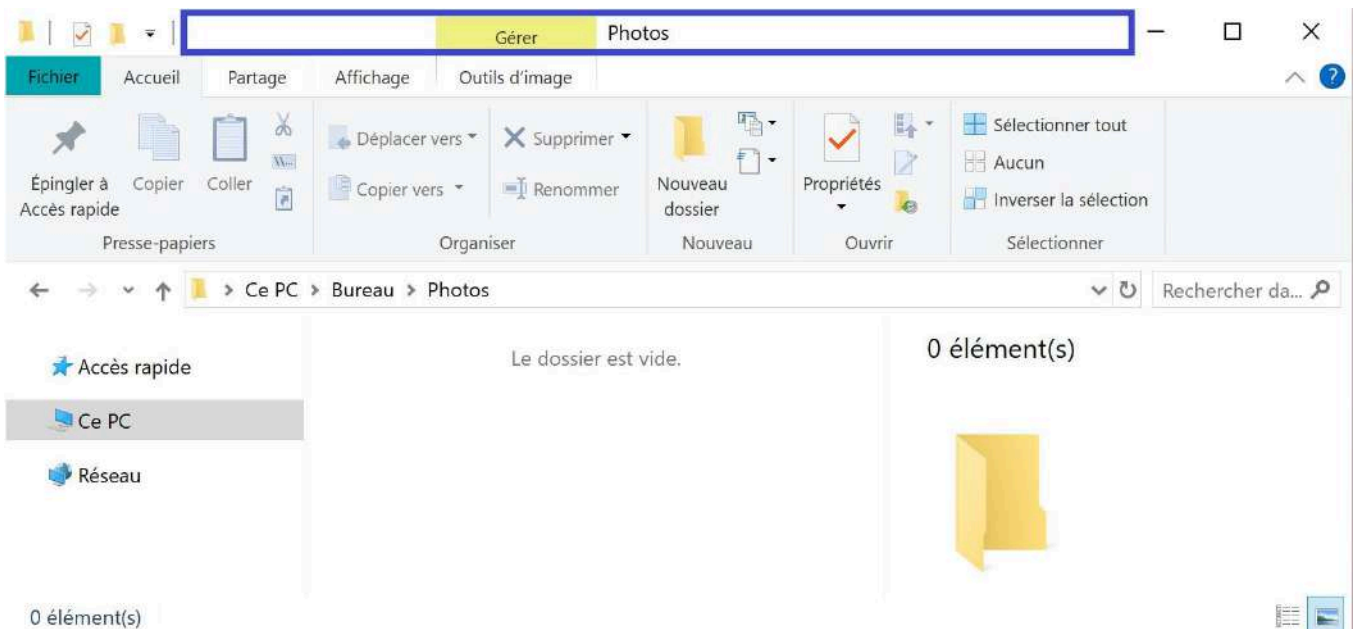 Gérer Photos
Fichier Accueil Partage Affichage Outils d'image
Épingler à
Accès rapide
Copier
Coller
Déplacer vers
Copier vers
Supprimer
Renommer
Nouveau
dossier
Propriétés
Sélectionner tout
Aucun
Inverser la sélection
Presse-papiers Organiser Nouveau Ouvrir Sélectionner
> Ce PC > Bureau > Photos
Rechercher da...
Accès rapide
Ce PC
Réseau
Le dossier est vide.
0 élément(s)
0 élément(s)